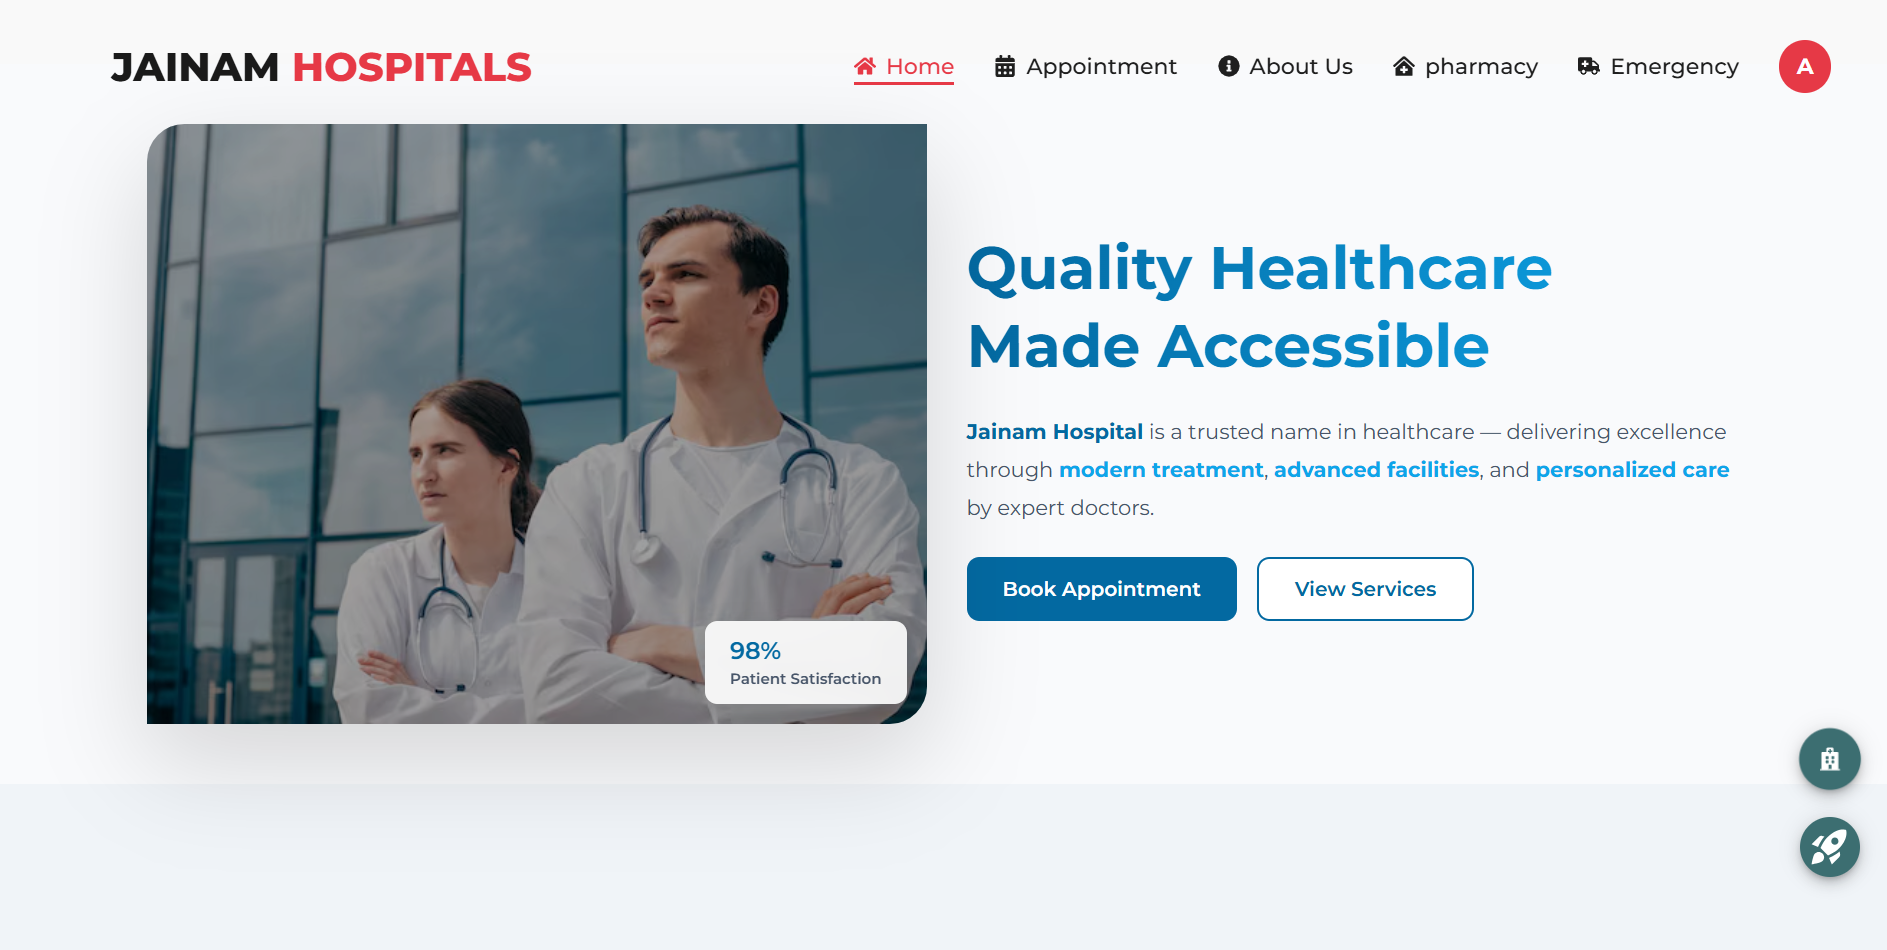 JAINAM HOSPITALS
Home
Appointment
About Us
pharmacy
Emergency
A
Quality Healthcare
Made Accessible
Jainam Hospital is a trusted name in healthcare — delivering excellence
through modern treatment, advanced facilities, and personalized care
by expert doctors.
Book Appointment
View Services
98%
Patient Satisfaction